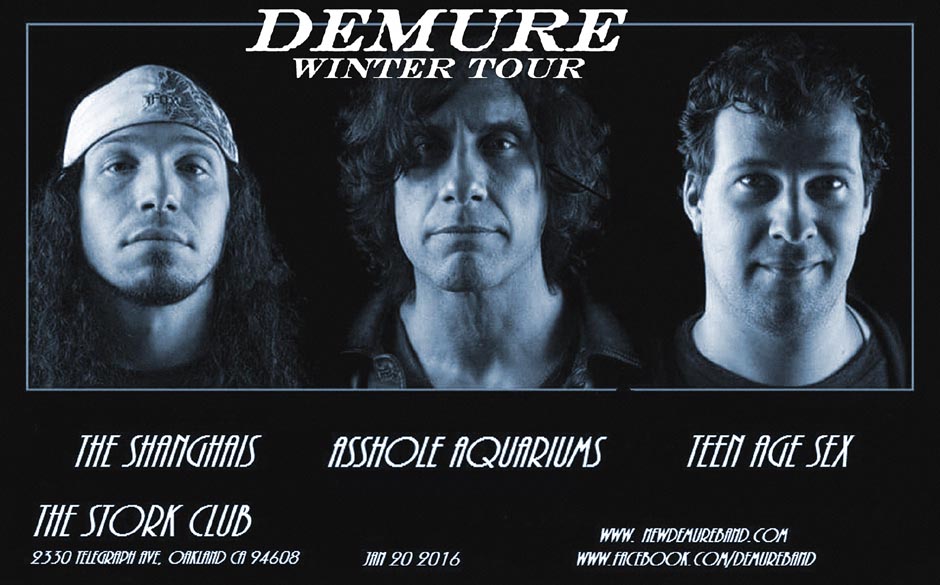 DEMURE
WINTER TOUR
FOX
THE SHANGHAIS
ASSHOLE AQUARIUMS
TEEN AGE SEX
THE STORK CLUB
2330 TELEGRAPH AVE, OAKLAND CA 94608
JAN 20 2016
WWW. NEWDEMUREBAND.COM
WWW.FACEBOOK.COM/DEMUREBAND